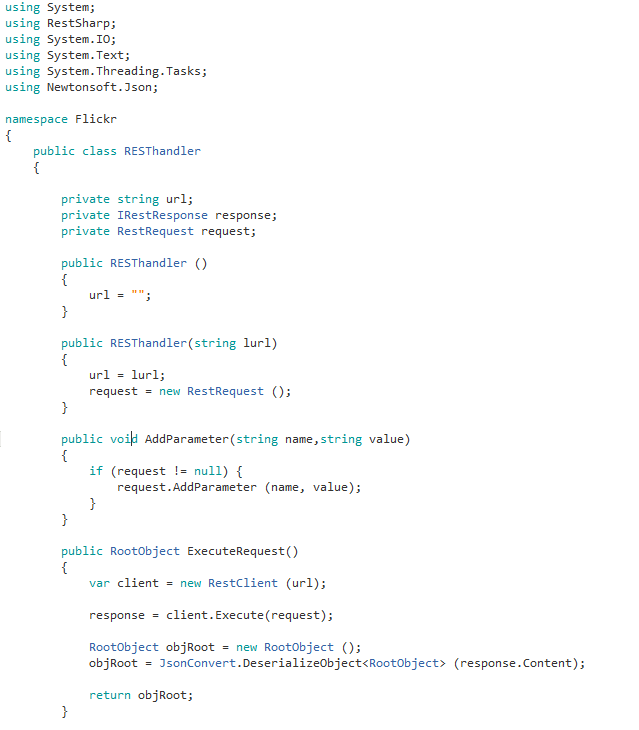 using System;
using RestSharp;
using System.IO;
using System.Text;
using System.Threading.Tasks;
using Newtonsoft.Json;

namespace Flickr
{
    public class RESThandler
    {

        private string url;
        private IRestResponse response;
        private RestRequest request;

        public RESThandler ()
        {
            url = "";
        }

        public RESThandler(string lurl)
        {
            url = lurl;
            request = new RestRequest ();
        }

        public void AddParameter(string name,string value)
        {
            if (request != null) {
                request.AddParameter (name, value);
            }
        }

        public RootObject ExecuteRequest()
        {
            var client = new RestClient (url);

            response = client.Execute(request);

            RootObject objRoot = new RootObject ();
            objRoot = JsonConvert.DeserializeObject<RootObject> (response.Content);

            return objRoot;
        }